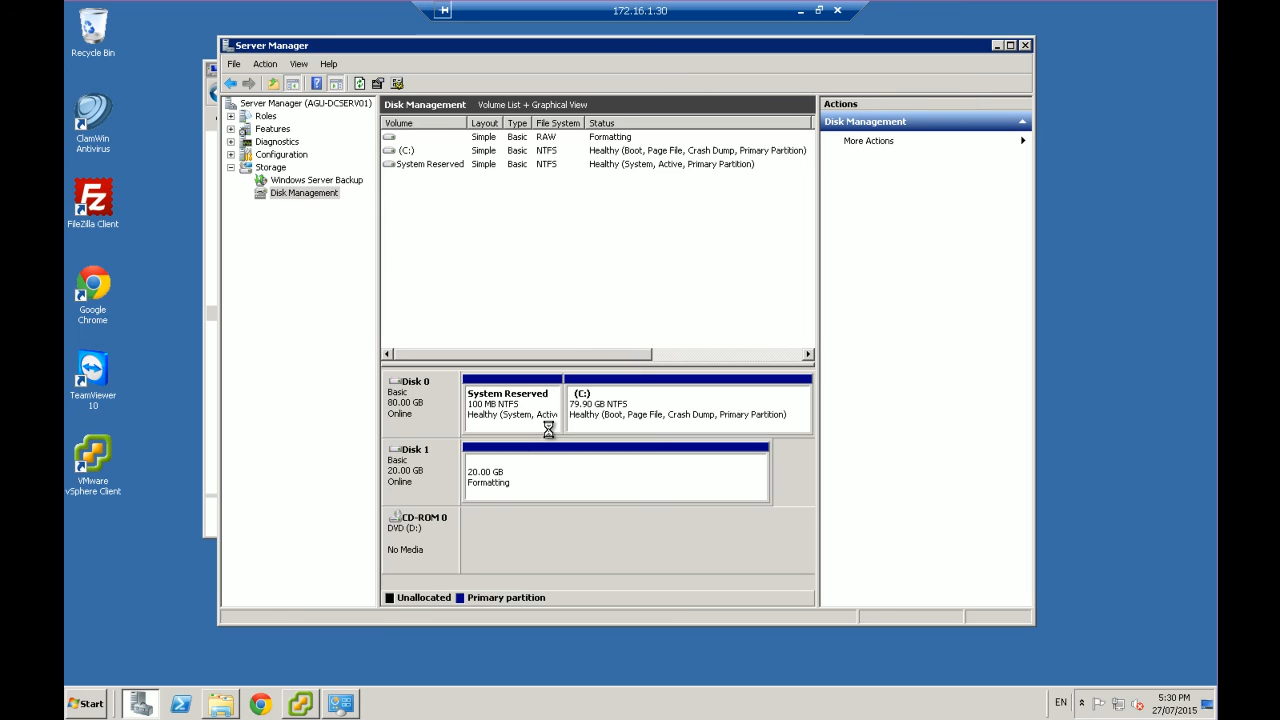 172.16.1.30
Recycle Bin
ClamWin
Antivirus
FileZilla Client
Google
Chrome
TeamViewer
10
VMware
vSphere Client
Server Manager
File Action View Help
Server Manager (AGU-DCSERV01)
Roles
Features
Diagnostics
Configuration
Storage
Windows Server Backup
Disk Management
Disk Management Volume List + Graphical View
Volume Layout Type File System Status
Simple Basic RAW Formatting
(C:) Simple Basic NTFS Healthy (Boot, Page File, Crash Dump, Primary Partition)
System Reserved Simple Basic NTFS Healthy (System, Active, Primary Partition)
Disk 0
Basic
80.00 GB
Online
System Reserved
100 MB NTFS
Healthy (System, Activ
(C:)
79.90 GB NTFS
Healthy (Boot, Page File, Crash Dump, Primary Partition)
Disk 1
Basic
20.00 GB
Online
20.00 GB
Formatting
CD-ROM 0
DVD (D:)
No Media
Unallocated Primary partition
Actions
Disk Management
More Actions
Start
EN
5:30 PM
27/07/2015